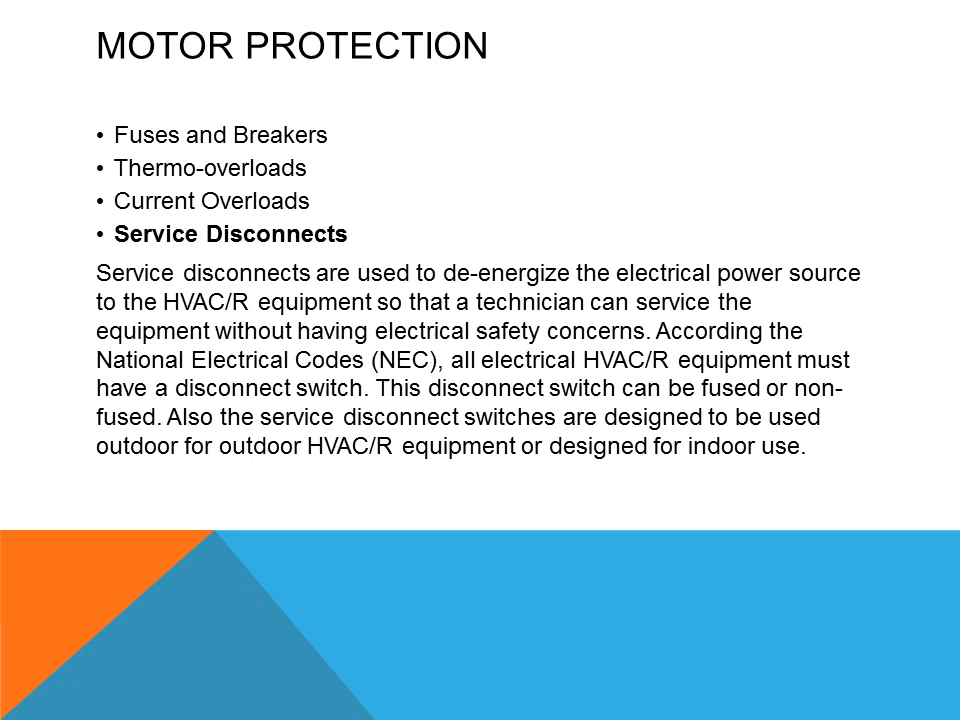 MOTOR PROTECTION
• Fuses and Breakers
• Thermo-overloads
• Current Overloads
• Service Disconnects
Service disconnects are used to de-energize the electrical power source
to the HVAC/R equipment so that a technician can service the
equipment without having electrical safety concerns. According the
National Electrical Codes (NEC), all electrical HVAC/R equipment must
have a disconnect switch. This disconnect switch can be fused or non-
fused. Also the service disconnect switches are designed to be used
outdoor for outdoor HVAC/R equipment or designed for indoor use.